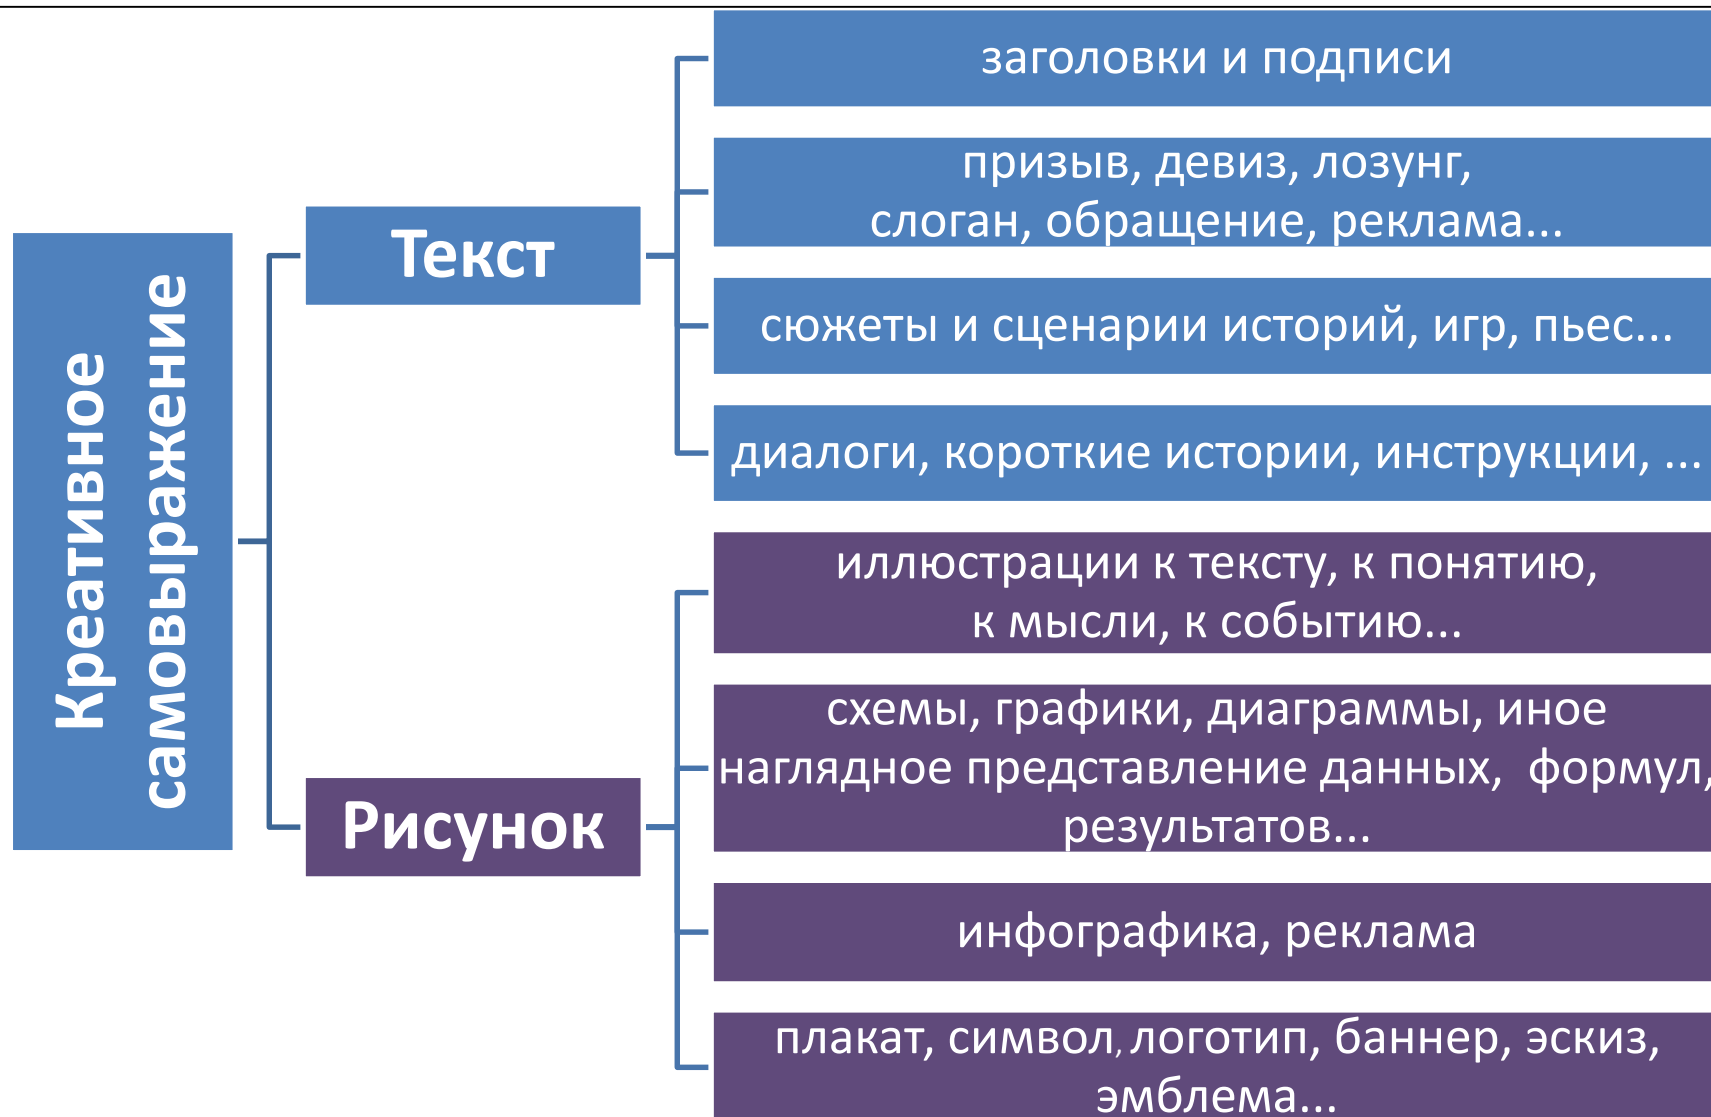 Креативное
самовыражение
Текст
заголовки и подписи
призыв, девиз, лозунг,
слоган, обращение, реклама...
сюжеты и сценарии историй, игр, пьес...
диалоги, короткие истории, инструкции, ...
Рисунок
иллюстрации к тексту, к понятию,
к мысли, к событию...
схемы, графики, диаграммы, иное
наглядное представление данных,  формул,
результатов...
инфографика, реклама
плакат, символ, логотип, баннер, эскиз,
эмблема...